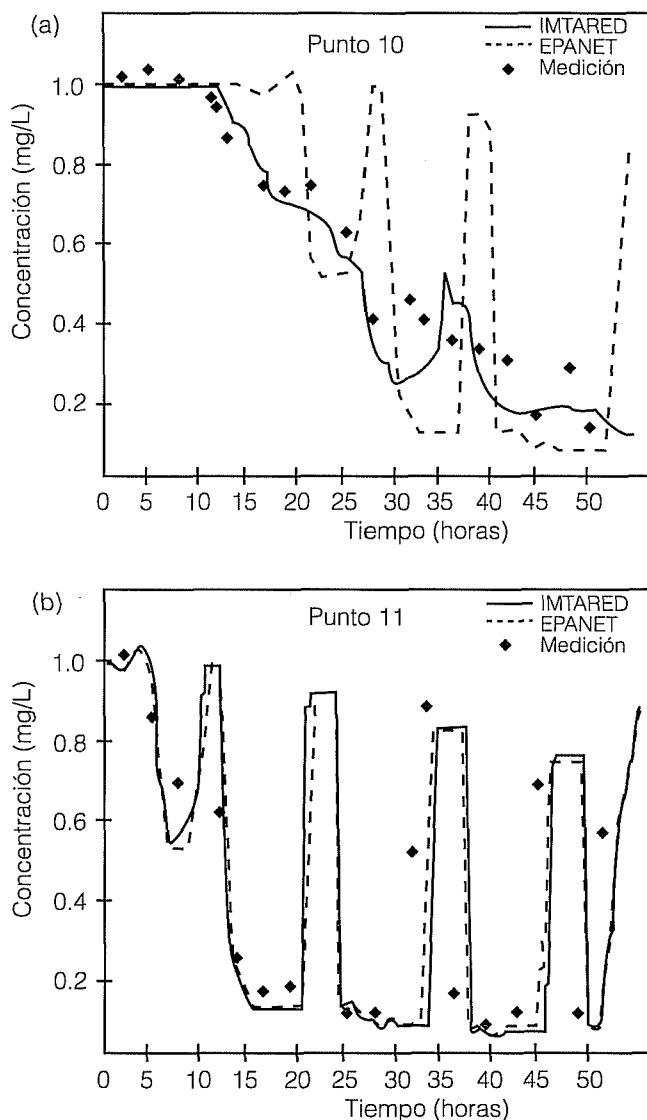 (a)
Punto 10
IMTARED
EPANET
Medición
Concentración (mg/L)
1.0
0.8
0.6
0.4
0.2
0 5 10 15 20 25 30 35 40 45 50
Tiempo (horas)
(b)
Punto 11
IMTARED
EPANET
Medición
Concentración (mg/L)
1.0
0.8
0.6
0.4
0.2
0 5 10 15 20 25 30 35 40 45 50
Tiempo (horas)